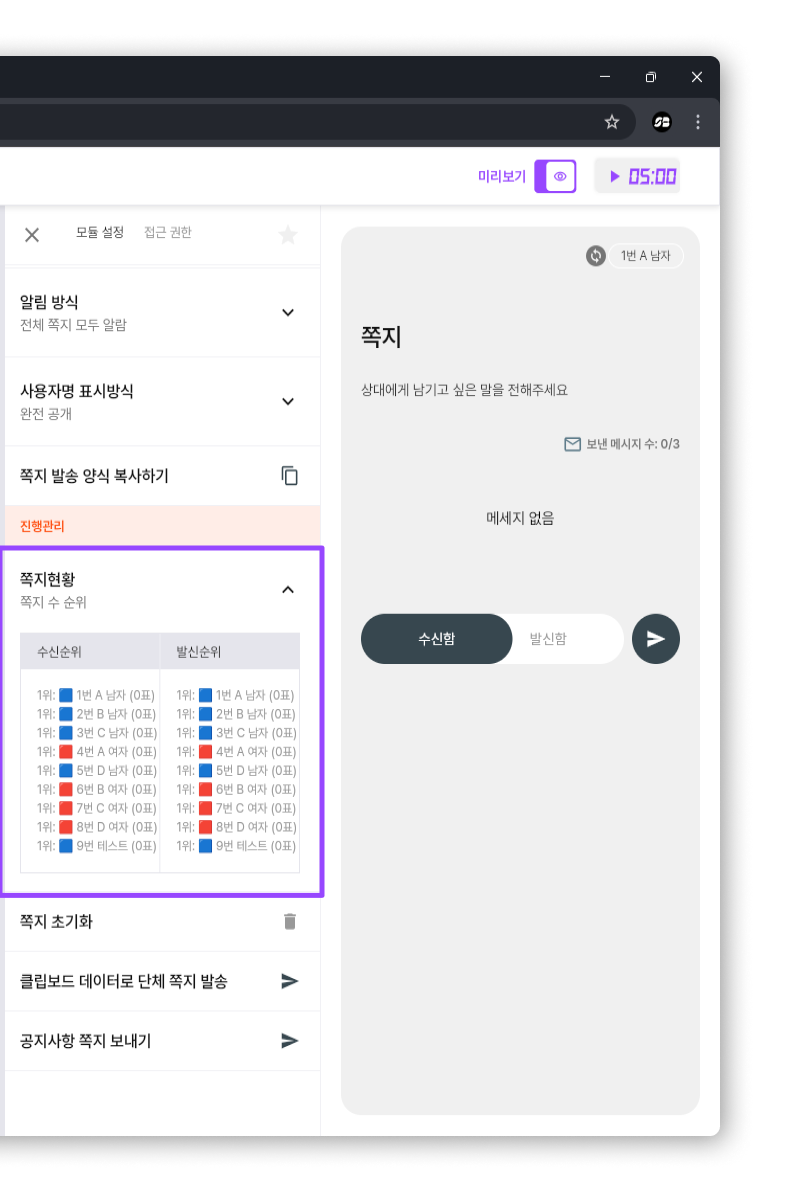 미리보기
05:00
모듈 설정 접근 권한
알림 방식
전체 쪽지 모두 알람
사용자명 표시방식
완전 공개
쪽지 발송 양식 복사하기
진행관리
쪽지현황
쪽지 수 순위
수신순위 발신순위
1위: 🟦 1번 A 남자 (0표) 1위: 🟦 1번 A 남자 (0표)
1위: 🟦 2번 B 남자 (0표) 1위: 🟦 2번 B 남자 (0표)
1위: 🟦 3번 C 남자 (0표) 1위: 🟦 3번 C 남자 (0표)
1위: 🟥 4번 A 여자 (0표) 1위: 🟥 4번 A 여자 (0표)
1위: 🟦 5번 D 남자 (0표) 1위: 🟦 5번 D 남자 (0표)
1위: 🟥 6번 B 여자 (0표) 1위: 🟥 6번 B 여자 (0표)
1위: 🟥 7번 C 여자 (0표) 1위: 🟥 7번 C 여자 (0표)
1위: 🟥 8번 D 여자 (0표) 1위: 🟥 8번 D 여자 (0표)
1위: 🟦 9번 테스트 (0표) 1위: 🟦 9번 테스트 (0표)
쪽지 초기화
클립보드 데이터로 단체 쪽지 발송
공지사항 쪽지 보내기
1번 A 남자
쪽지
상대에게 남기고 싶은 말을 전해주세요
보낸 메시지 수: 0/3
메세지 없음
수신함 발신함